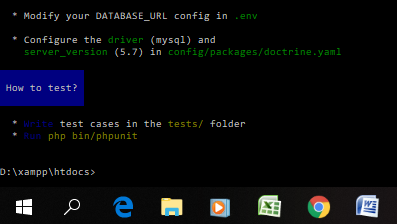 * Modify your DATABASE_URL config in .env
* Configure the driver (mysql) and
server_version (5.7) in config/packages/doctrine.yaml
How to test?
* Write test cases in the tests/ folder
* Run php bin/phpunit
D:\xampp\htdocs>